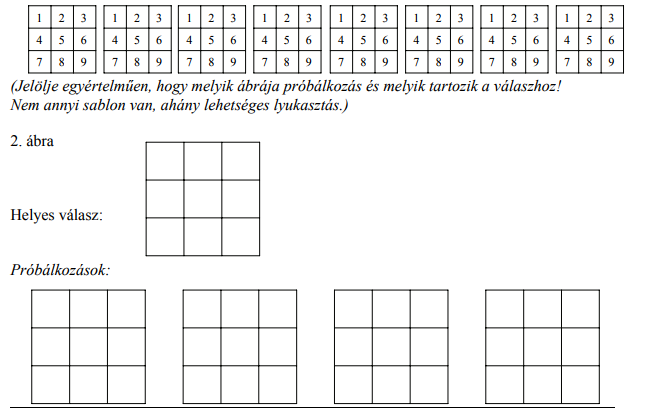 1 2 3 1 2 3 1 2 3 1 2 3 1 2 3 1 2 3 1 2 3 1 2 3
4 5 6 4 5 6 4 5 6 4 5 6 4 5 6 4 5 6 4 5 6 4 5 6
7 8 9 7 8 9 7 8 9 7 8 9 7 8 9 7 8 9 7 8 9 7 8 9
(Jelölje egyértelműen, hogy melyik ábrája próbálkozás és melyik tartozik a válaszhoz!
Nem annyi sablon van, ahány lehetséges lyukasztás.)
2. ábra
Helyes válasz:
Próbálkozások: